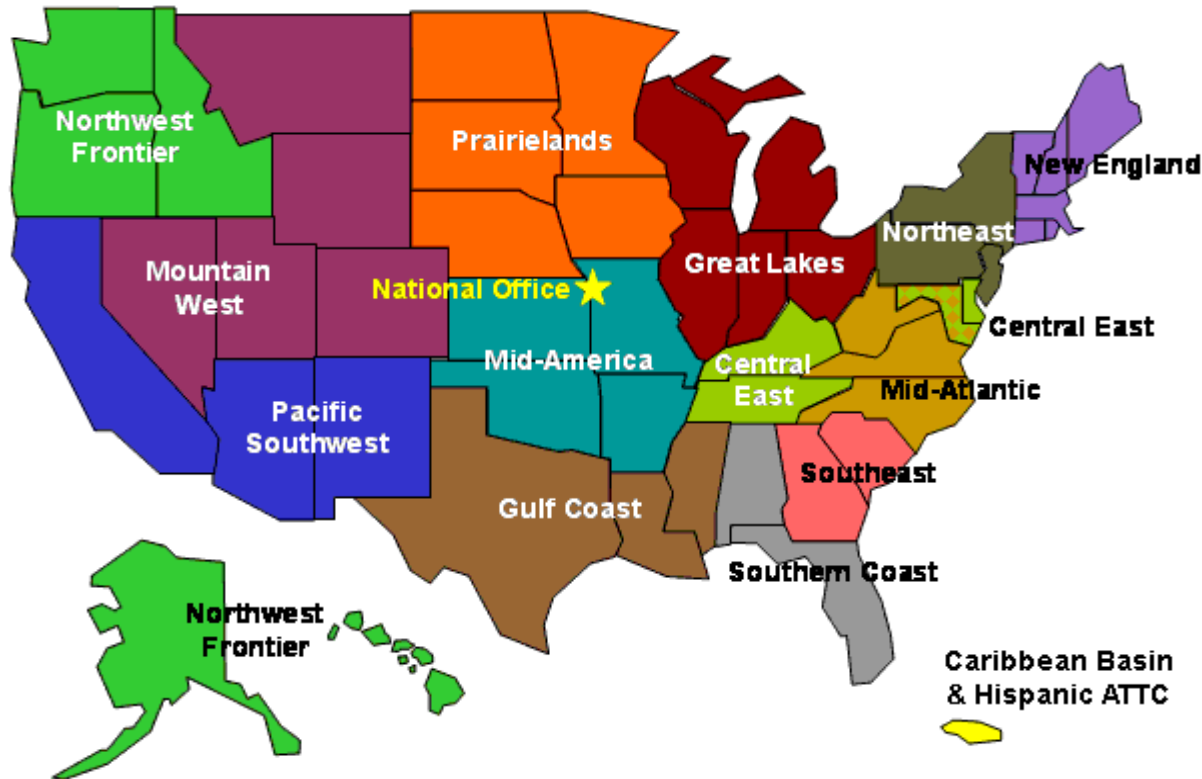 Northwest
Frontier
Prairielands
New England
Northeast
Great Lakes
Mountain
West
National Office
Central East
Mid-America
Central
East
Mid-Atlantic
Pacific
Southwest
Southeast
Gulf Coast
Southern Coast
Northwest
Frontier
Caribbean Basin
& Hispanic ATTC